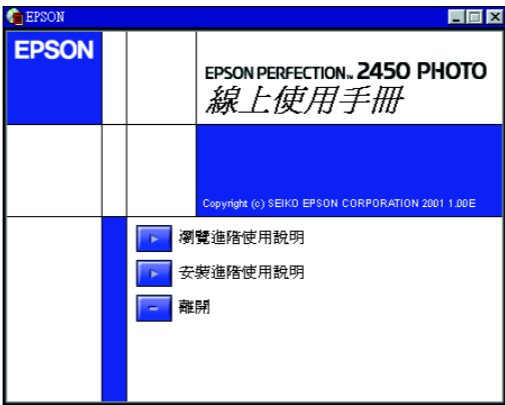 EPSON
EPSON
EPSON PERFECTION™ 2450 PHOTO
線上使用手冊
Copyright (c) SEIKO EPSON CORPORATION 2001 1.00E
瀏覽進階使用說明
安裝進階使用說明
離開